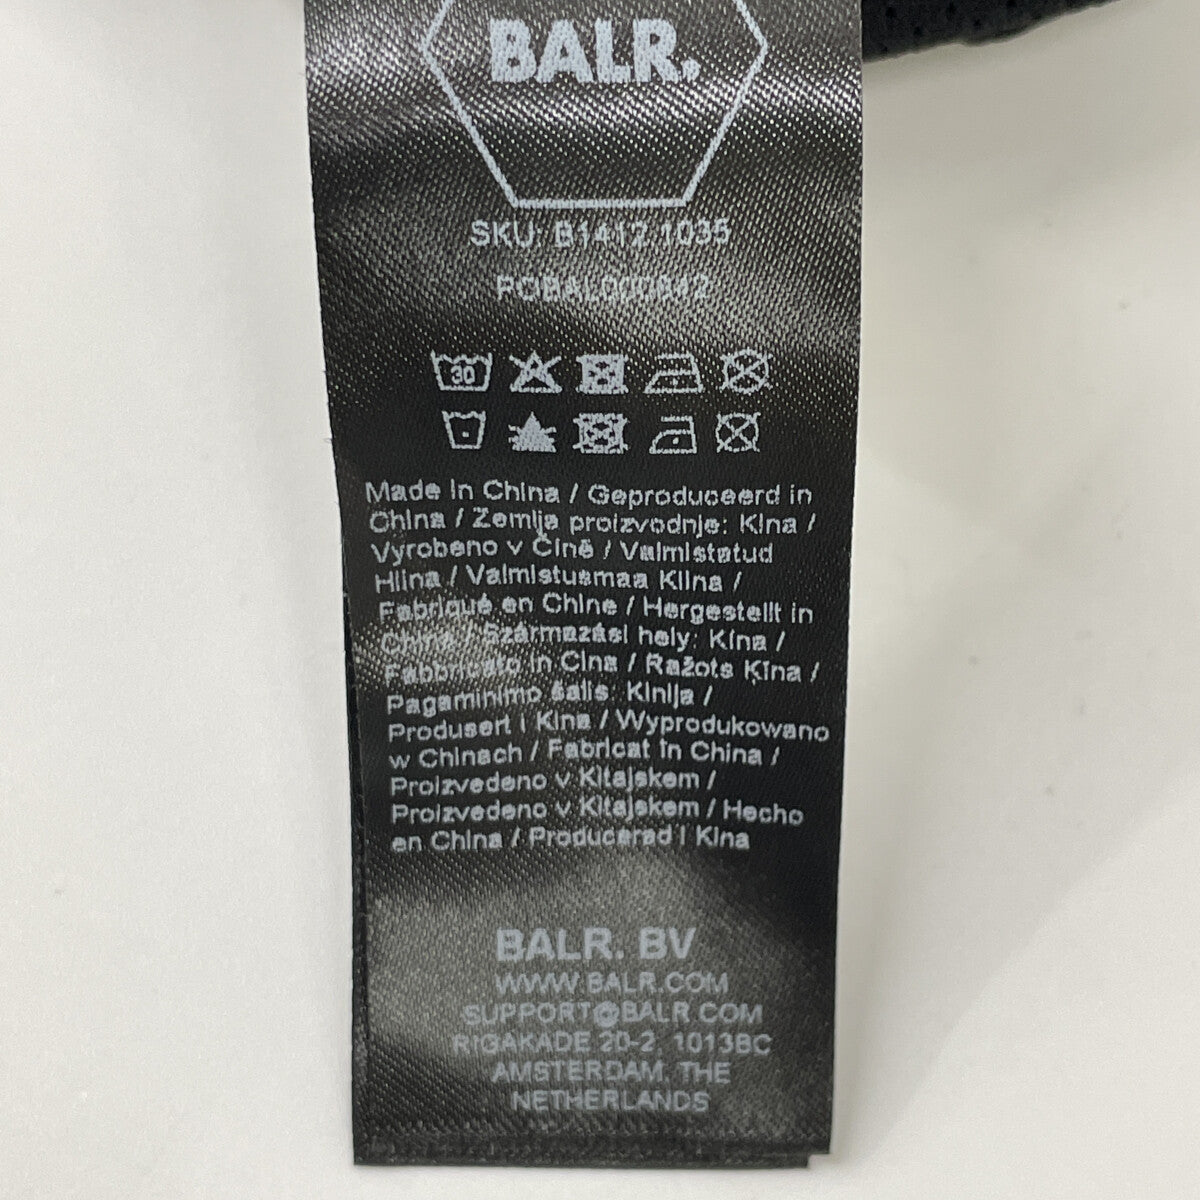 BALR.
SKU: B1412.1035
POBAL000842
30
Made in China / Geproduceerd in
China / Zemlja proizvodnje: Kina /
Vyrobeno v Číně / Valmistatud
Hiina / Valmistusmaa Kiina /
Fabriqué en Chine / Hergestellt in
China / Származási hely: Kína /
Fabbricato in Cina / Ražots Ķīna /
Pagaminimo šalis: Kinija /
Produsert i Kina / Wyprodukowano
w Chinach / Fabricat în China /
Proizvedeno v Kitajskem /
Proizvedeno v Kitajskem / Hecho
en China / Producerad i Kina
BALR. BV
WWW.BALR.COM
SUPPORT@BALR.COM
RIGAKADE 20-2, 1013BC
AMSTERDAM, THE
NETHERLANDS